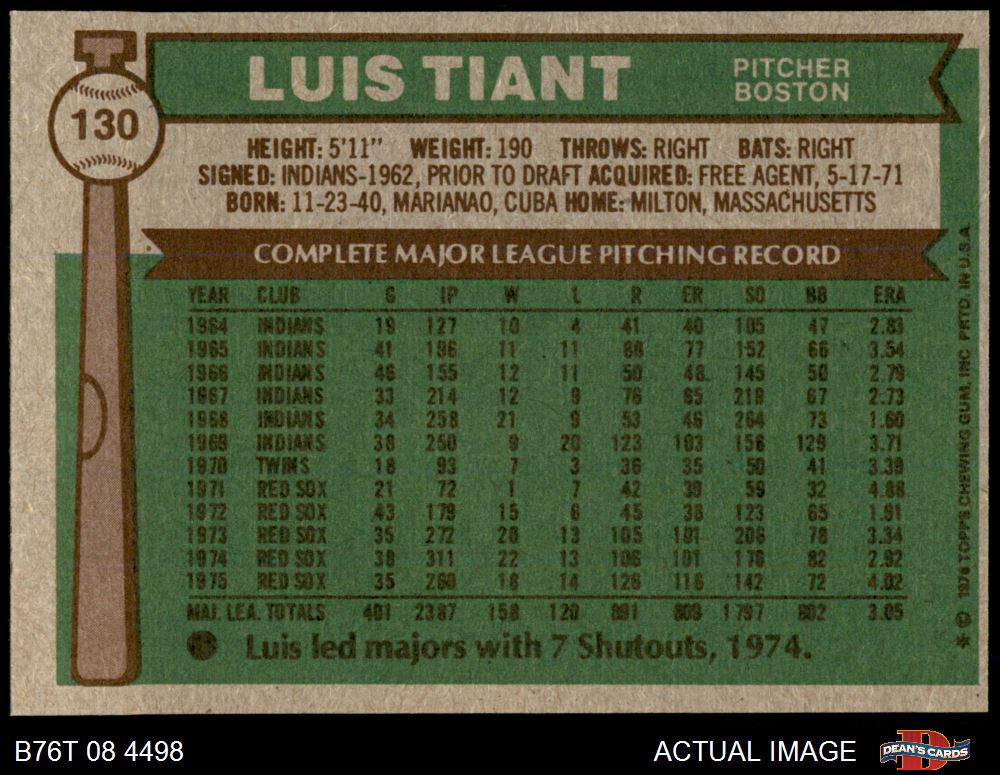 130
LUIS TIANT
PITCHER
BOSTON
HEIGHT: 5'11" WEIGHT: 190 THROWS: RIGHT BATS: RIGHT
SIGNED: INDIANS-1962, PRIOR TO DRAFT ACQUIRED: FREE AGENT, 5-17-71
BORN: 11-23-40, MARIANAO, CUBA HOME: MILTON, MASSACHUSETTS
COMPLETE MAJOR LEAGUE PITCHING RECORD
YEAR CLUB G IP W L R ER SO BB ERA
1964 INDIANS 19 127 10 4 41 40 105 47 2.83
1965 INDIANS 41 196 11 11 88 77 152 66 3.54
1966 INDIANS 46 155 12 11 50 48 145 50 2.79
1967 INDIANS 33 214 12 9 76 65 219 67 2.73
1968 INDIANS 34 258 21 9 53 46 264 73 1.60
1969 INDIANS 38 250 9 20 123 103 156 129 3.71
1970 TWINS 18 93 7 3 36 35 50 41 3.39
1971 RED SOX 21 72 1 7 42 39 59 32 4.88
1972 RED SOX 43 179 15 6 45 38 123 65 1.91
1973 RED SOX 35 272 20 13 105 101 206 78 3.34
1974 RED SOX 38 311 22 13 106 101 176 82 2.92
1975 RED SOX 35 260 18 14 126 116 142 72 4.02
MAJ. LEA. TOTALS 401 2387 158 120 891 809 1797 802 3.05
Luis led majors with 7 Shutouts, 1974.
* © 1976 TOPPS CHEWING GUM, INC. PRTD. IN U.S.A.
B76T 08 4498
ACTUAL IMAGE
DEAN'S CARDS